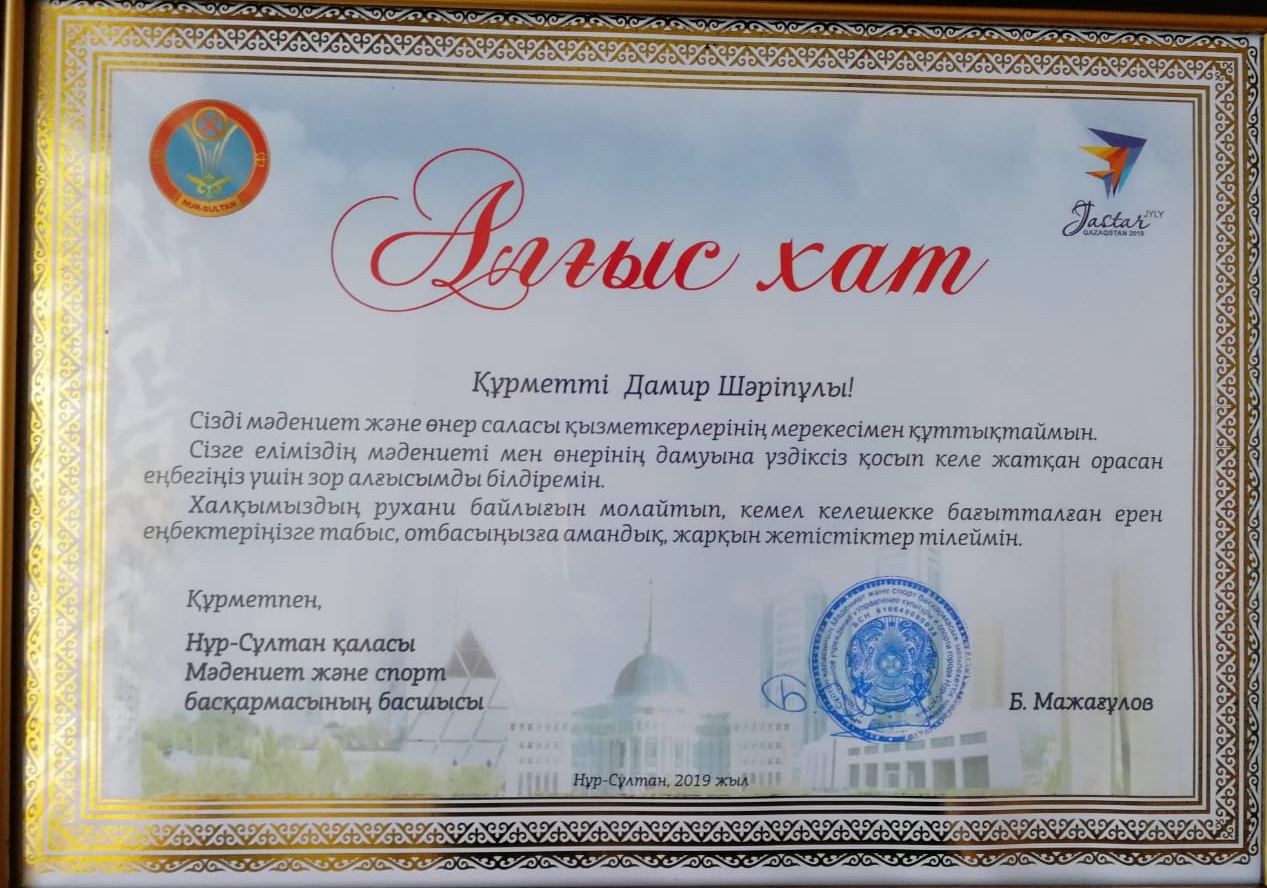 NUR-SULTAN
Jastar JYLY
QAZAQSTAN 2019
Алғыс хат
Құрметті Дамир Шәріпұлы!
Сізді мәдениет және өнер саласы қызметкерлерінің мерекесімен құттықтаймын.
Сізге еліміздің мәдениеті мен өнерінің дамуына үздіксіз қосып келе жатқан орасан
еңбегіңіз үшін зор алғысымды білдіремін.
Халқымыздың рухани байлығын молайтып, кемел келешекке бағытталған ерен
еңбектеріңізге табыс, отбасыңызға амандық, жарқын жетістіктер тілеймін.
Құрметпен,
Нұр-Сұлтан қаласы
Мәдениет және спорт
басқармасының басшысы
Б. Мажағұлов
Нұр-Сұлтан, 2019 жыл